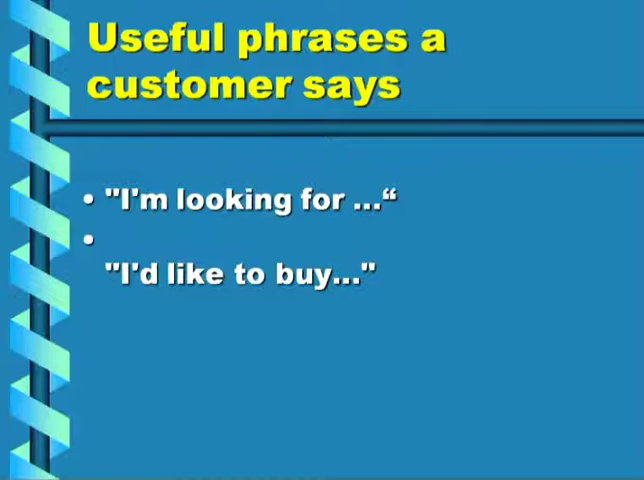 Useful phrases a
customer says
• "I'm looking for ...“
•
"I'd like to buy..."